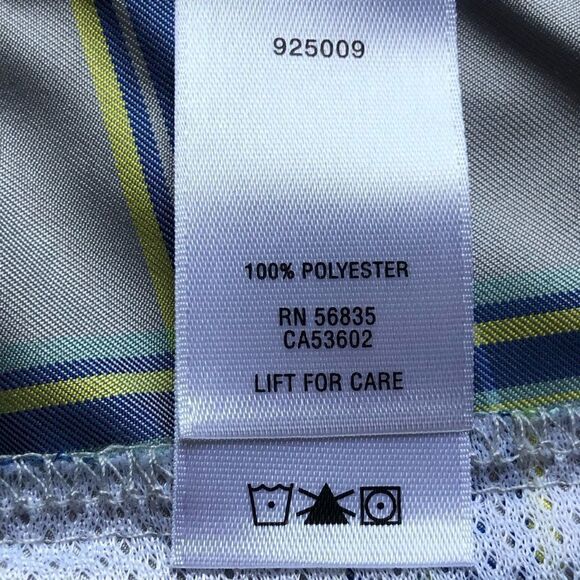 925009
100% POLYESTER
RN 56835
CA53602
LIFT FOR CARE